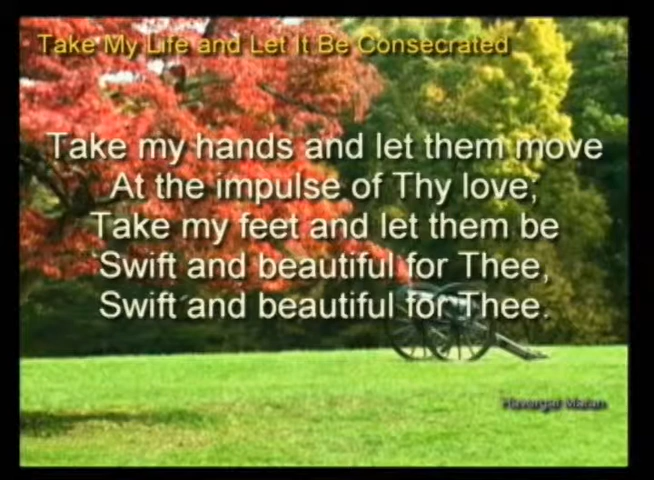 Take My Life and Let It Be Consecrated
Take my hands and let them move
At the impulse of Thy love;
Take my feet and let them be
Swift and beautiful for Thee,
Swift and beautiful for Thee.
Havergal Malan